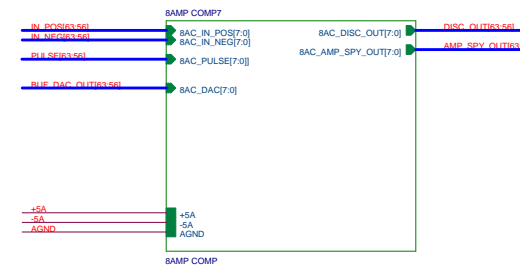 8AMP COMP7
IN_POS[63:56]
8AC_IN_POS[7:0]
IN_NEG[63:56]
8AC_IN_NEG[7:0]
PULSE[63:56]
8AC_PULSE[7:0]]
BUF_DAC_OUT[63:56]
8AC_DAC[7:0]
8AC_DISC_OUT[7:0]
DISC_OUT[63:56]
8AC_AMP_SPY_OUT[7:0]
AMP_SPY_OUT[63
+5A
+5A
-5A
-5A
AGND
AGND
8AMP COMP